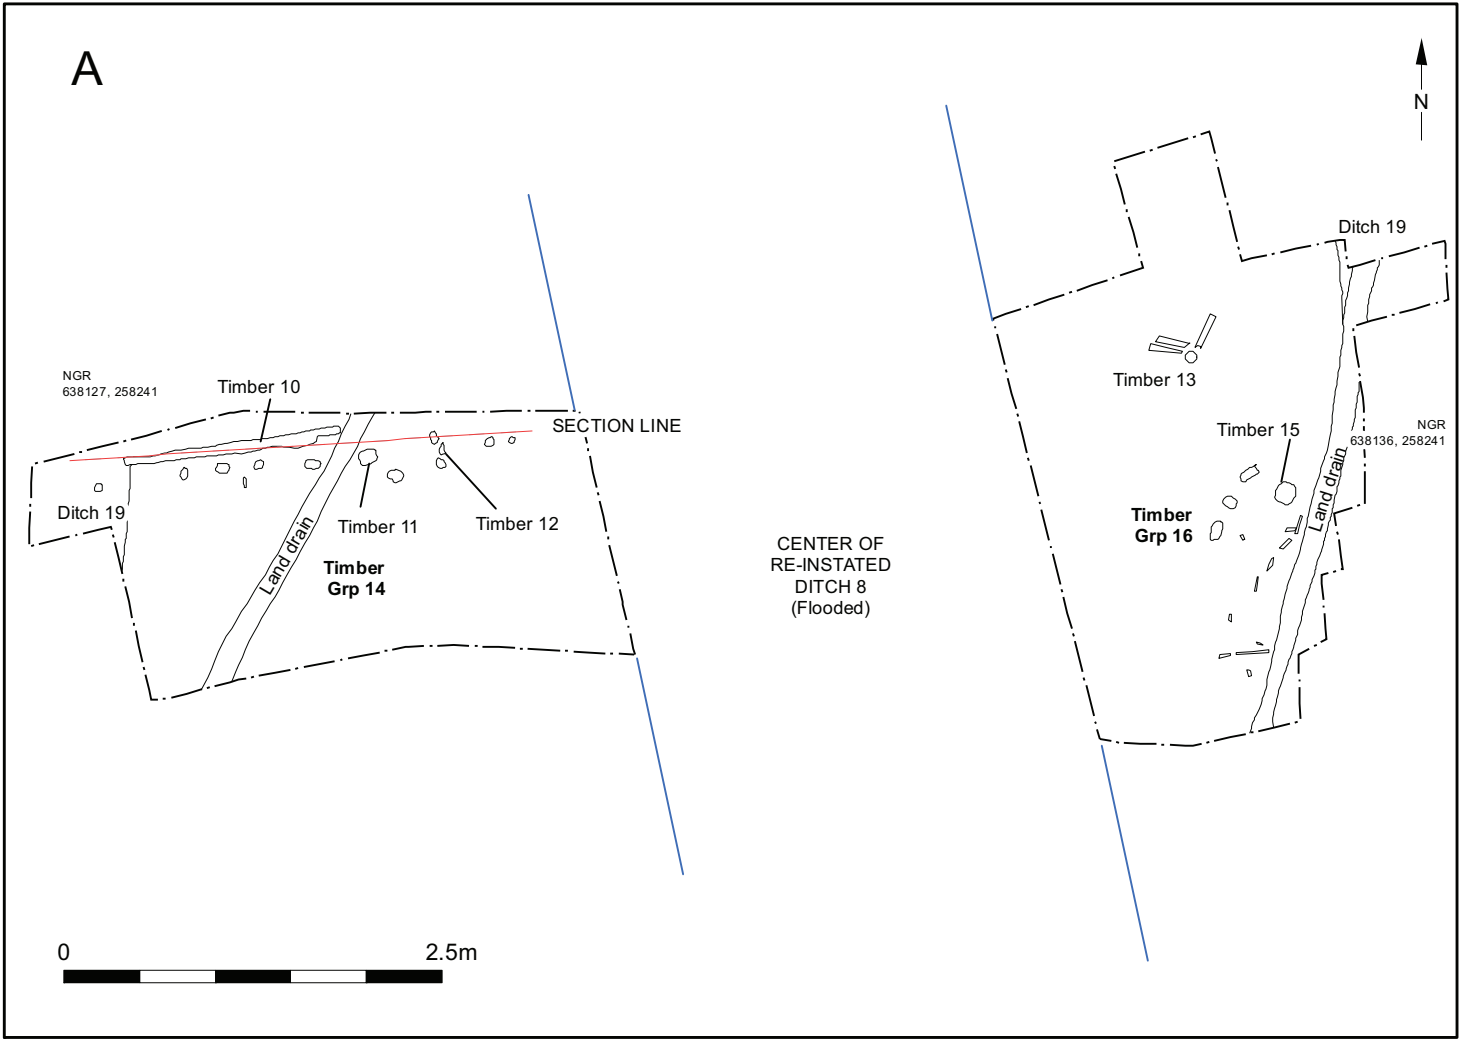 A
N
Ditch 19
NGR
638127, 258241
Timber 10
Timber 13
SECTION LINE
NGR
638136, 258241
Timber 15
Ditch 19
Timber 11
Timber 12
Land drain
Timber
Grp 14
CENTER OF
RE-INSTATED
DITCH 8
(Flooded)
Timber
Grp 16
Land drain
0
2.5m